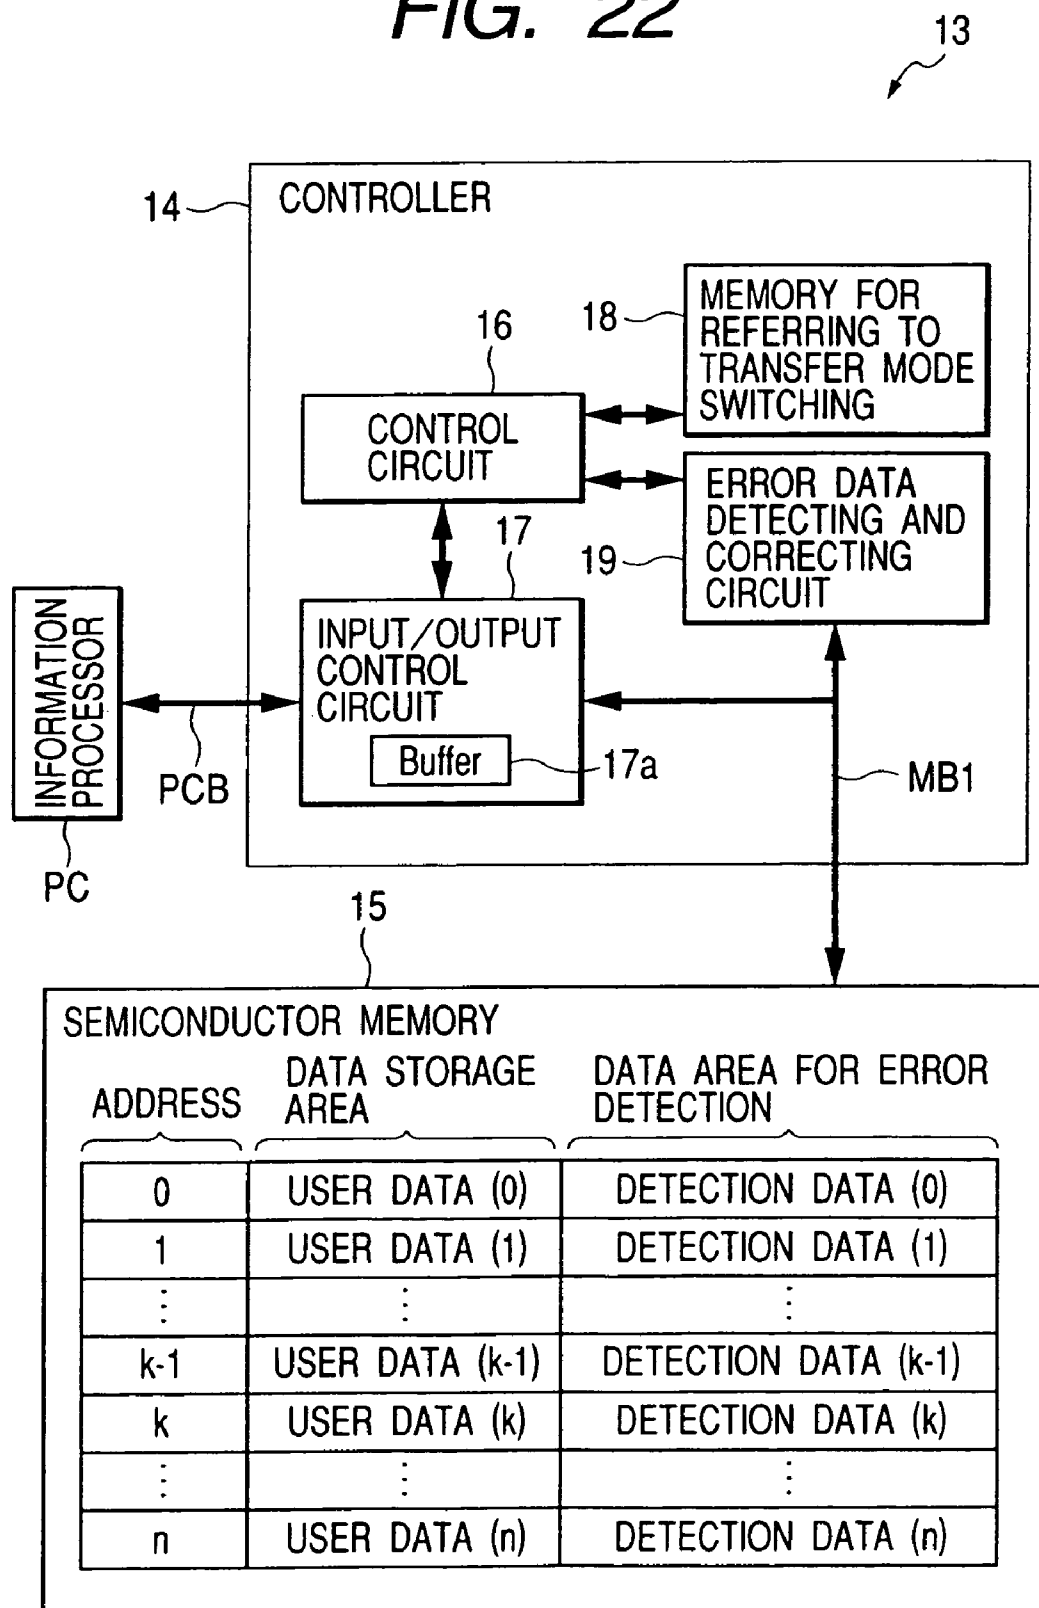 FIG. 22
13
14
CONTROLLER
16
18
MEMORY FOR
REFERRING TO
TRANSFER MODE
SWITCHING
CONTROL
CIRCUIT
17
19
ERROR DATA
DETECTING AND
CORRECTING
CIRCUIT
INFORMATION
PROCESSOR
PC
PCB
INPUT/OUTPUT
CONTROL
CIRCUIT
Buffer
17a
MB1
15
SEMICONDUCTOR MEMORY
ADDRESS
DATA STORAGE
AREA
DATA AREA FOR ERROR
DETECTION
0 USER DATA (0) DETECTION DATA (0)
1 USER DATA (1) DETECTION DATA (1)
⋮ ⋮ ⋮
k-1 USER DATA (k-1) DETECTION DATA (k-1)
k USER DATA (k) DETECTION DATA (k)
⋮ ⋮ ⋮
n USER DATA (n) DETECTION DATA (n)